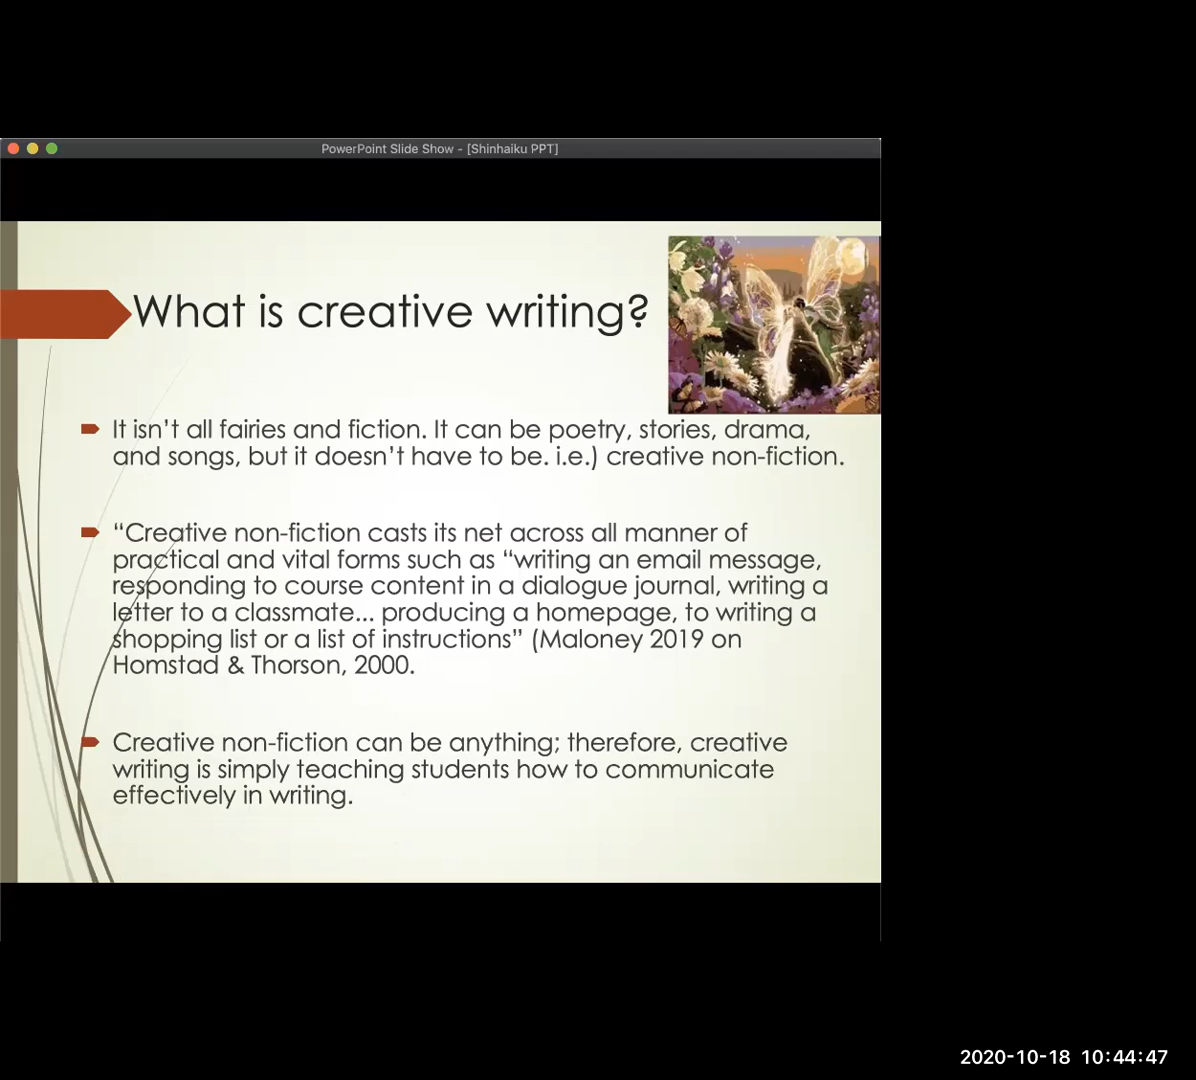 PowerPoint Slide Show - [Shinhaiku PPT]
What is creative writing?
It isn’t all fairies and fiction. It can be poetry, stories, drama,
and songs, but it doesn’t have to be. i.e.) creative non-fiction.
“Creative non-fiction casts its net across all manner of
practical and vital forms such as “writing an email message,
responding to course content in a dialogue journal, writing a
letter to a classmate... producing a homepage, to writing a
shopping list or a list of instructions” (Maloney 2019 on
Homstad & Thorson, 2000.
Creative non-fiction can be anything; therefore, creative
writing is simply teaching students how to communicate
effectively in writing.
2020-10-18 10:44:47